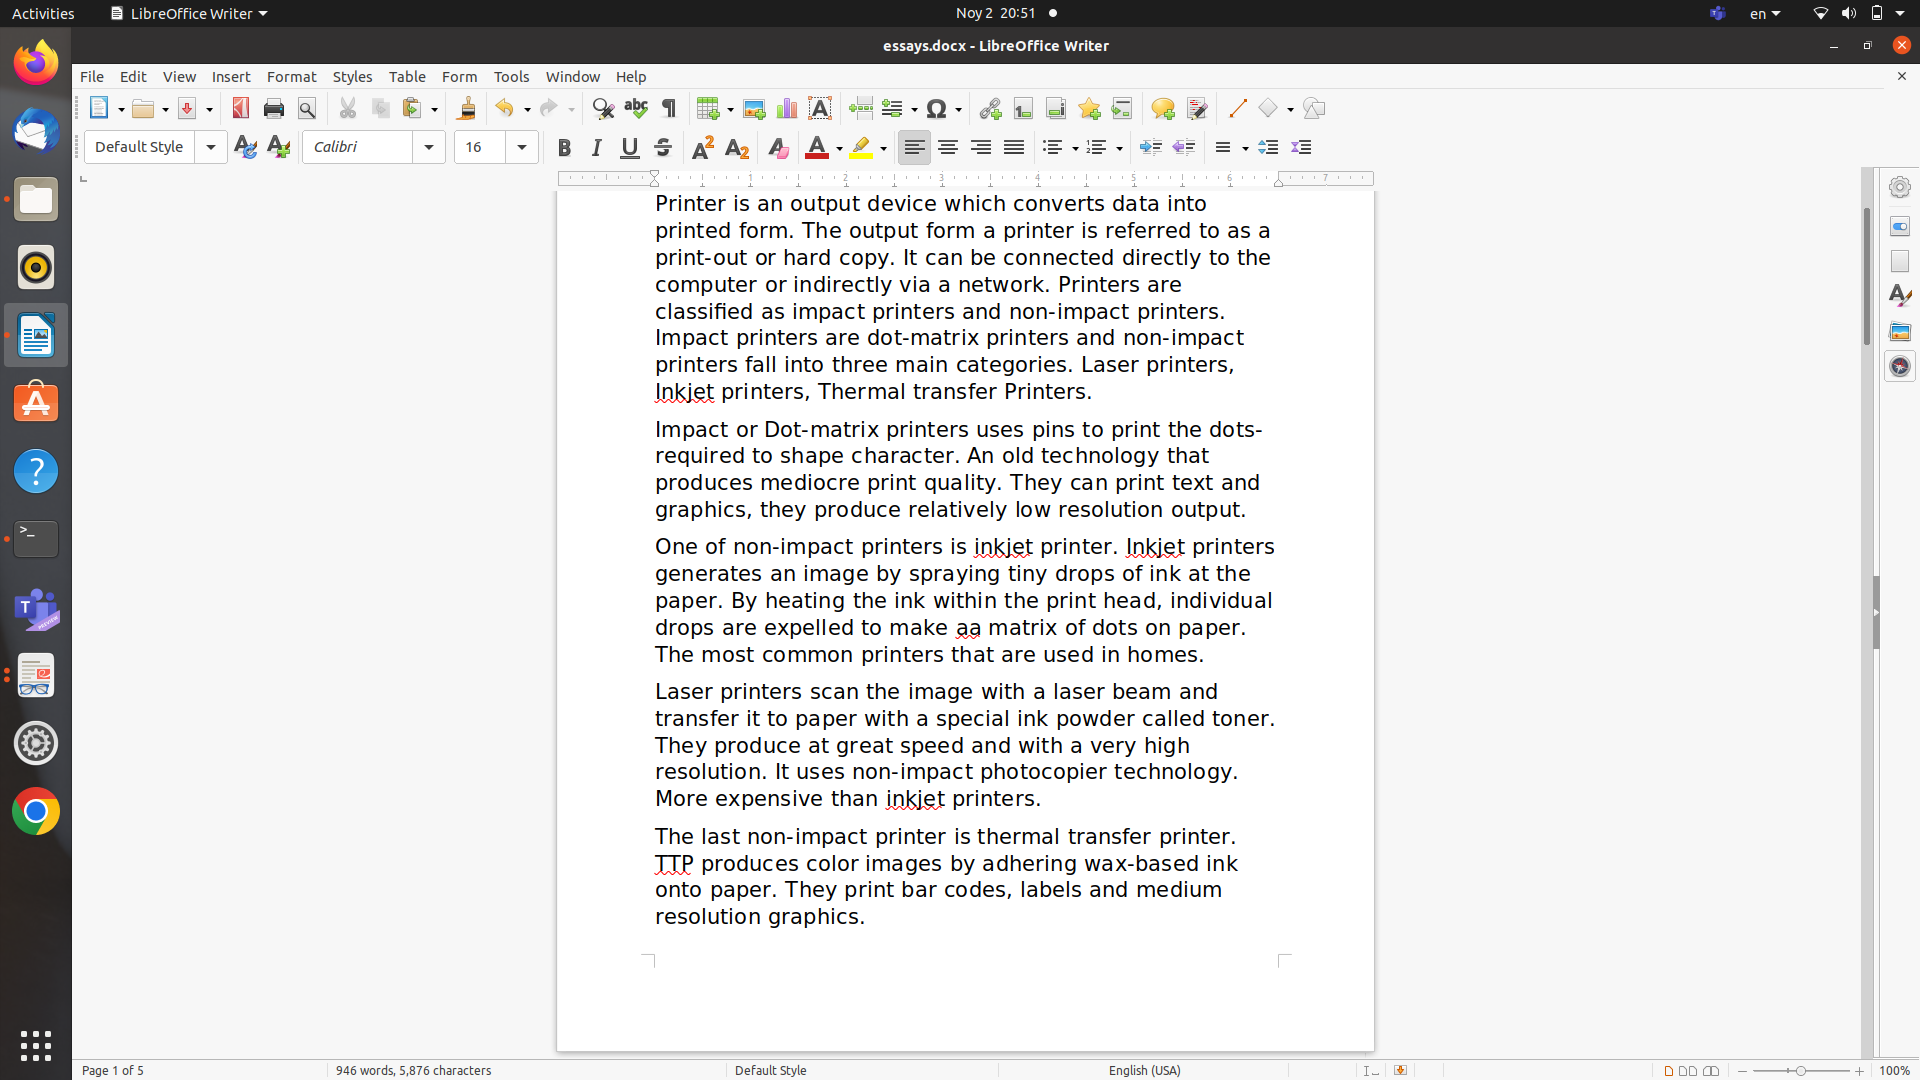 Activities
LibreOffice Writer
Noy 2 20:51
en
essays.docx - LibreOffice Writer
File Edit View Insert Format Styles Table Form Tools Window Help
Default Style
Calibri
16
1 2 3 4 5 6 7
Printer is an output device which converts data into
printed form. The output form a printer is referred to as a
print-out or hard copy. It can be connected directly to the
computer or indirectly via a network. Printers are
classified as impact printers and non-impact printers.
Impact printers are dot-matrix printers and non-impact
printers fall into three main categories. Laser printers,
Inkjet printers, Thermal transfer Printers.
Impact or Dot-matrix printers uses pins to print the dots-
required to shape character. An old technology that
produces mediocre print quality. They can print text and
graphics, they produce relatively low resolution output.
One of non-impact printers is inkjet printer. Inkjet printers
generates an image by spraying tiny drops of ink at the
paper. By heating the ink within the print head, individual
drops are expelled to make aa matrix of dots on paper.
The most common printers that are used in homes.
Laser printers scan the image with a laser beam and
transfer it to paper with a special ink powder called toner.
They produce at great speed and with a very high
resolution. It uses non-impact photocopier technology.
More expensive than inkjet printers.
The last non-impact printer is thermal transfer printer.
TTP produces color images by adhering wax-based ink
onto paper. They print bar codes, labels and medium
resolution graphics.
Page 1 of 5
946 words, 5,876 characters
Default Style
English (USA)
100%